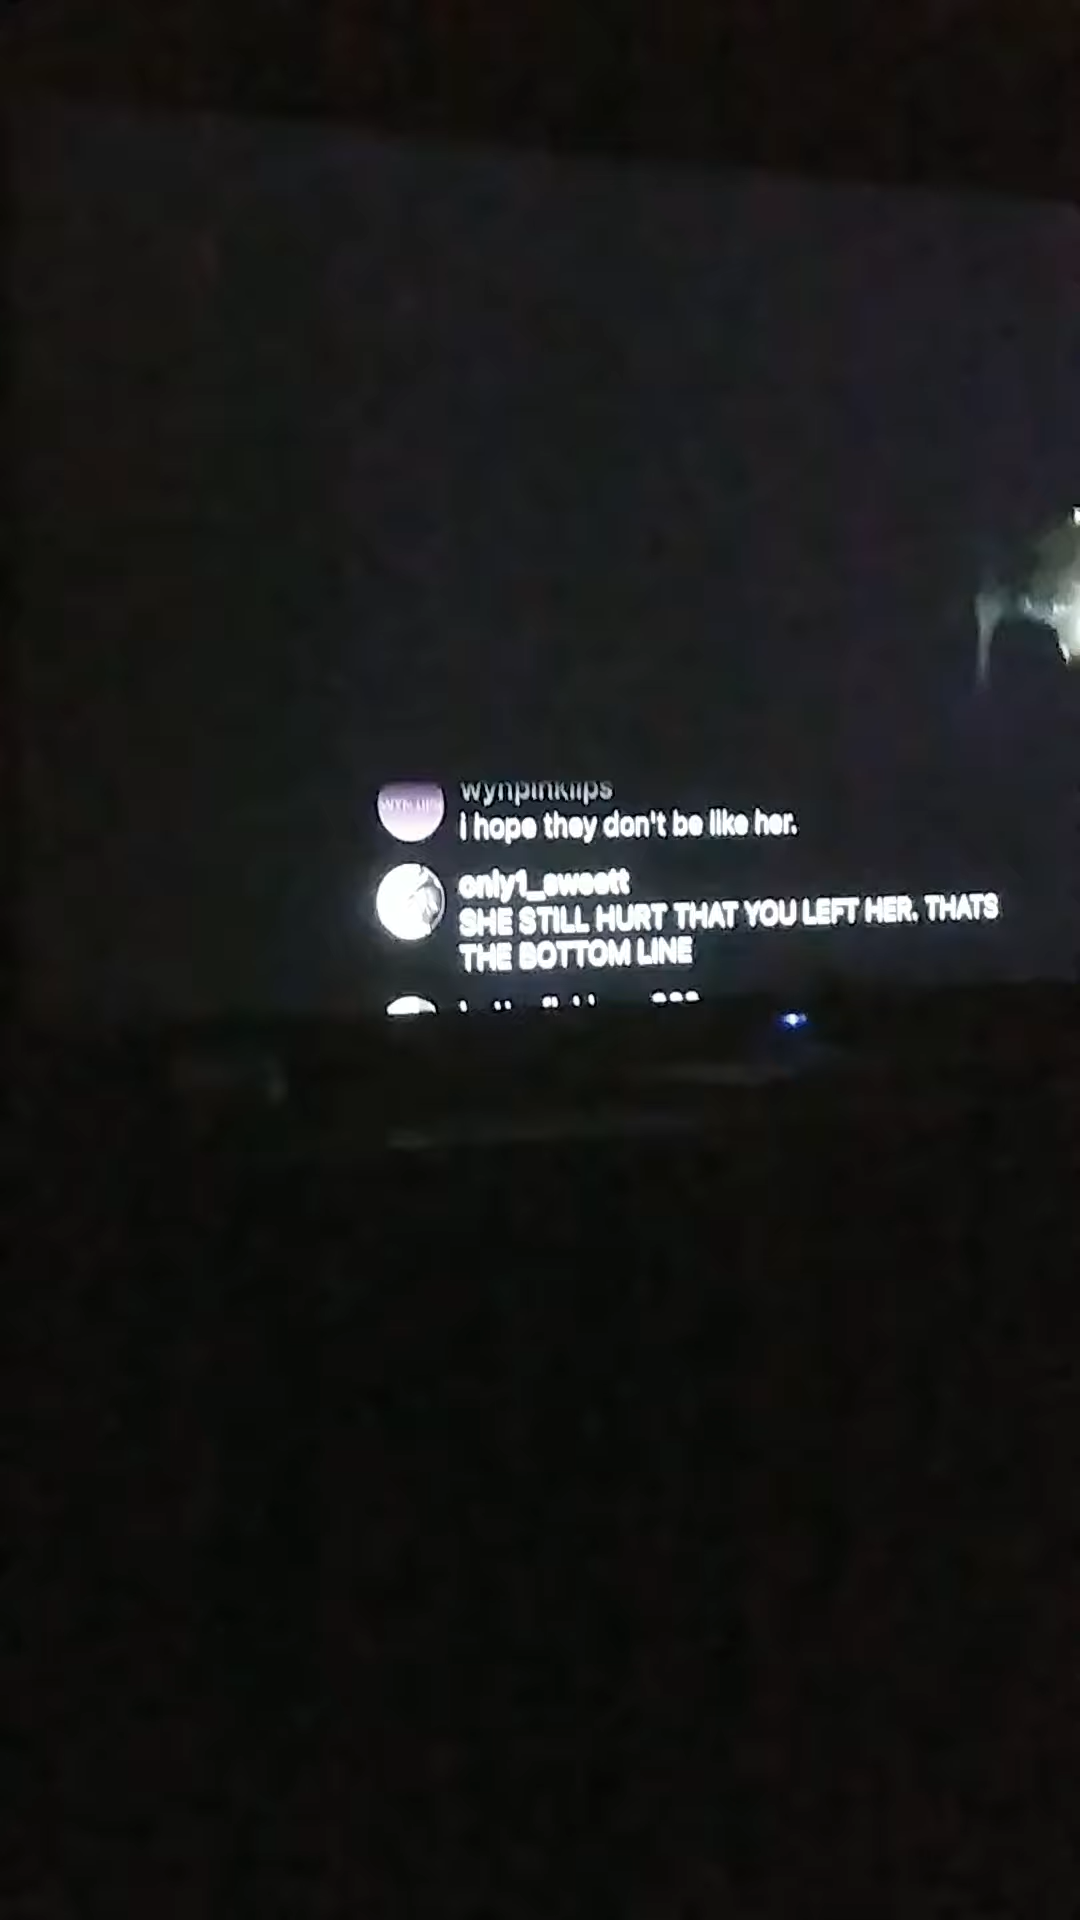 wynpinklips
I hope they don't be like her.
only1_sweett
SHE STILL HURT THAT YOU LEFT HER. THATS
THE BOTTOM LINE